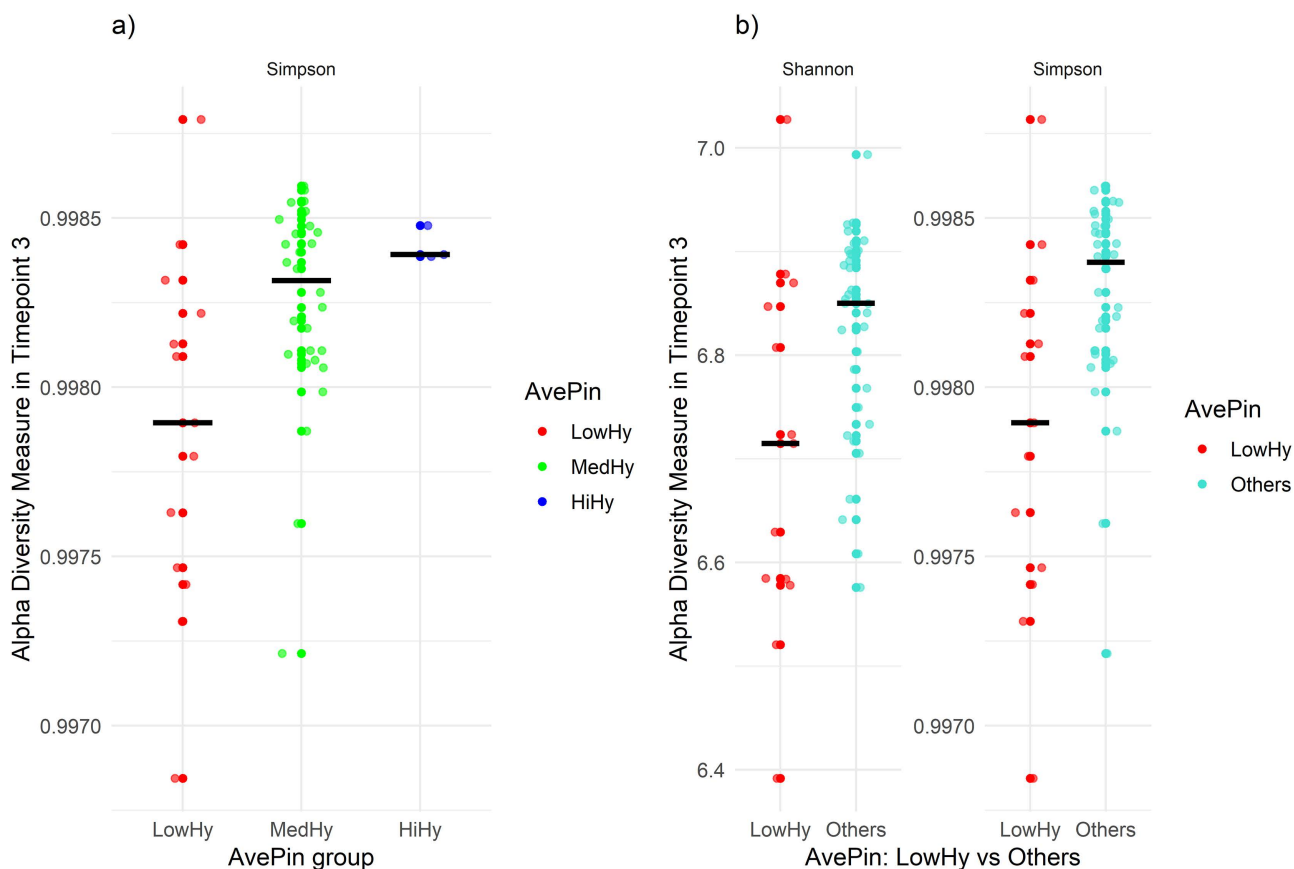 a)
Simpson
Alpha Diversity Measure in Timepoint 3
0.9985
0.9980
0.9975
0.9970
LowHy MedHy HiHy
AvePin group
AvePin
LowHy
MedHy
HiHy
b)
Shannon Simpson
Alpha Diversity Measure in Timepoint 3
7.0
6.8
6.6
6.4
0.9985
0.9980
0.9975
0.9970
LowHy Others LowHy Others
AvePin: LowHy vs Others
AvePin
LowHy
Others